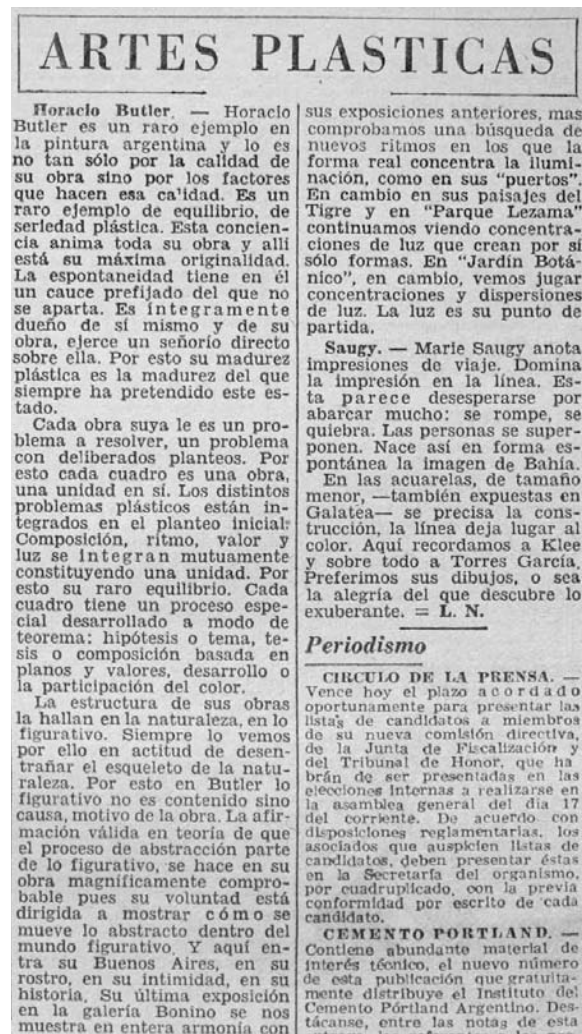 ARTES PLASTICAS
Horacio Butler. — Horacio
Butler es un raro ejemplo en
la pintura argentina y lo es
no tan sólo por la calidad de
su obra sino por los factores
que hacen esa ca'idad. Es un
raro ejemplo de equilibrio, de
seriedad plástica. Esta concien-
cia anima toda su obra y allí
está su máxima originalidad.
La espontaneidad tiene en él
un cauce prefijado del que no
se aparta. Es íntegramente
dueño de sí mismo y de su
obra, ejerce un señorío directo
sobre ella. Por esto su madurez
plástica es la madurez del que
siempre ha pretendido este es-
tado.
Cada obra suya le es un pro-
blema a resolver, un problema
con deliberados planteos. Por
esto cada cuadro es una obra,
una unidad en sí. Los distintos
problemas plásticos están in-
tegrados en el planteo inicial:
Composición, ritmo, valor y
luz se integran mutuamente
constituyendo una unidad. Por
esto su raro equilibrio. Cada
cuadro tiene un proceso espe-
cial desarrollado a modo de
teorema: hipótesis o tema, te-
sis o composición basada en
planos y valores, desarrollo o
la participación del color.
La estructura de sus obras
la hallan en la naturaleza, en lo
figurativo. Siempre lo vemos
por ello en actitud de desen-
trañar el esqueleto de la natu-
raleza. Por esto en Butler lo
figurativo no es contenido sino
causa, motivo de la obra. La afir-
mación válida en teoría de que
el proceso de abstracción parte
de lo figurativo, se hace en su
obra magníficamente compro-
bable pues su voluntad está
dirigida a mostrar cómo se
mueve lo abstracto dentro del
mundo figurativo. Y aquí en-
tra su Buenos Aires, en su
rostro, en su intimidad, en su
historia. Su última exposición
en la galería Bonino se nos
muestra en entera armonía con
sus exposiciones anteriores, mas
comprobamos una búsqueda de
nuevos ritmos en los que la
forma real concentra la ilumi-
nación, como en sus "puertos".
En cambio en sus paisajes del
Tigre y en "Parque Lezama"
continuamos viendo concentra-
ciones de luz que crean por sí
sólo formas. En "Jardín Botá-
nico", en cambio, vemos jugar
concentraciones y dispersiones
de luz. La luz es su punto de
partida.
Saugy. — Marie Saugy anota
impresiones de viaje. Domina
la impresión en la línea. Es-
ta parece desesperarse por
abarcar mucho: se rompe, se
quiebra. Las personas se super-
ponen. Nace así en forma es-
pontánea la imagen de Bahía.
En las acuarelas, de tamaño
menor, —también expuestas en
Galatea— se precisa la cons-
trucción, la línea deja lugar al
color. Aquí recordamos a Klee
y sobre todo a Torres García.
Preferimos sus dibujos, o sea
la alegría del que descubre lo
exuberante. = L. N.
Periodismo
CIRCULO DE LA PRENSA. —
Vence hoy el plazo acordado
oportunamente para presentar las
listas de candidatos a miembros
de su nueva comisión directiva,
de la Junta de Fiscalización y
del Tribunal de Honor, que ha
brán de ser presentadas en las
elecciones internas a realizarse en
la asamblea general del día 17
del corriente. De acuerdo con
disposiciones reglamentarias, los
asociados que auspicien listas de
candidatos, deben presentar éstas
en la Secretaría del organismo,
por cuadruplicado, con la previa
conformidad por escrito de cada
candidato.
CEMENTO PORTLAND. —
Contiene abundante material de
interés técnico, el nuevo número
de esta publicación que gratuita-
mente distribuye el Instituto del
Cemento Pórtland Argentino. Des-
tácanse, entre las notas de esta